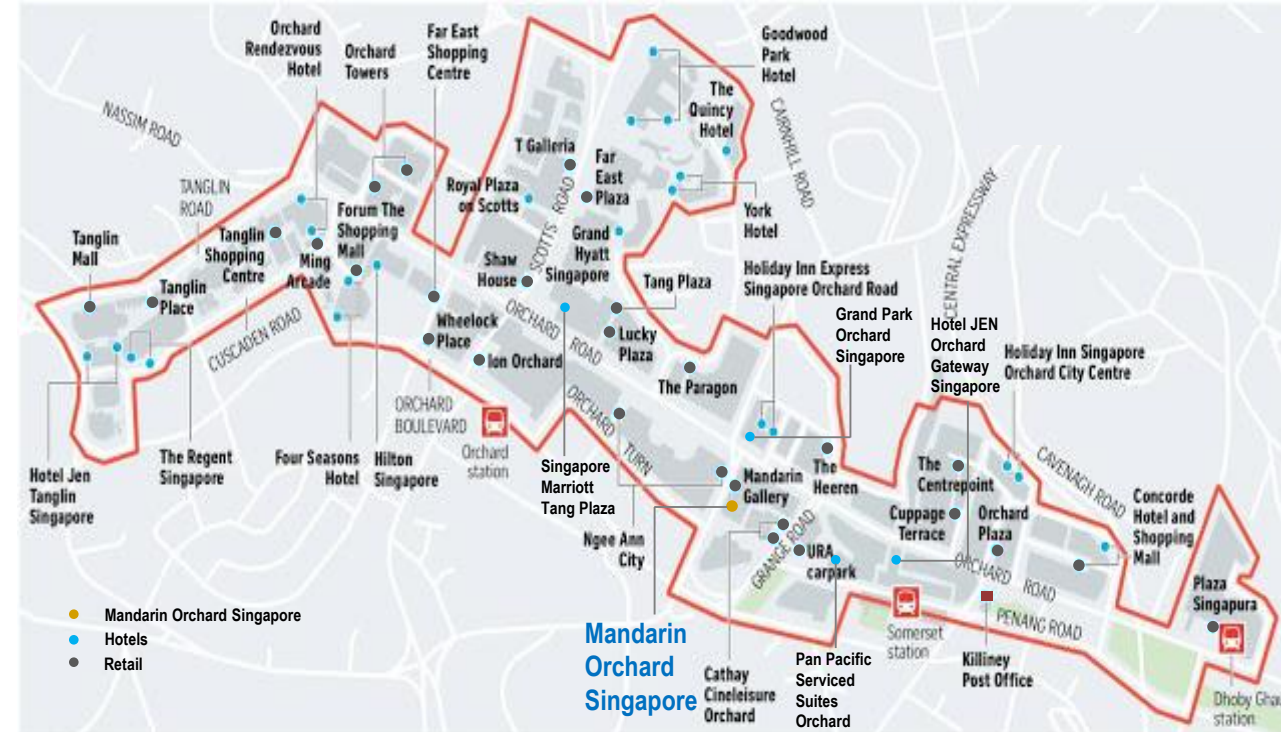 Orchard
Rendezvous
Hotel
Orchard
Towers
Far East
Shopping
Centre
Goodwood
Park
Hotel
The
Quincy
Hotel
NASSIM ROAD
CAIRNHILL ROAD
T Galleria
Far
East
Plaza
TANGLIN
ROAD
Royal Plaza
on Scotts
SCOTTS ROAD
York
Hotel
CENTRAL EXPRESSWAY
Tanglin
Mall
Tanglin
Shopping
Centre
Forum The
Shopping
Mall
Ming
Arcade
Grand
Hyatt
Singapore
Shaw
House
Holiday Inn Express
Singapore Orchard Road
Tang Plaza
Tanglin
Place
CUSCADEN ROAD
Wheelock
Place
ORCHARD ROAD
Lucky
Plaza
Grand Park
Orchard
Singapore
Hotel JEN
Orchard
Gateway
Singapore
Holiday Inn Singapore
Orchard City Centre
Ion Orchard
The Paragon
ORCHARD
BOULEVARD
ORCHARD TURN
Orchard
station
Hotel Jen
Tanglin
Singapore
The Regent
Singapore
Four Seasons
Hotel
Hilton
Singapore
Singapore
Marriott
Tang Plaza
Mandarin
Gallery
The
Heeren
The
Centrepoint
CAVENAGH ROAD
Cuppage
Terrace
Orchard
Plaza
Concorde
Hotel and
Shopping
Mall
Ngee Ann
City
GRANGE ROAD
URA
carpark
ORCHARD ROAD
Plaza
Singapura
Mandarin Orchard Singapore
Hotels
Retail
Mandarin
Orchard
Singapore
Cathay
Cineleisure
Orchard
Pan Pacific
Serviced
Suites
Orchard
Somerset
station
PENANG ROAD
Killiney
Post Office
Dhoby Gha
station